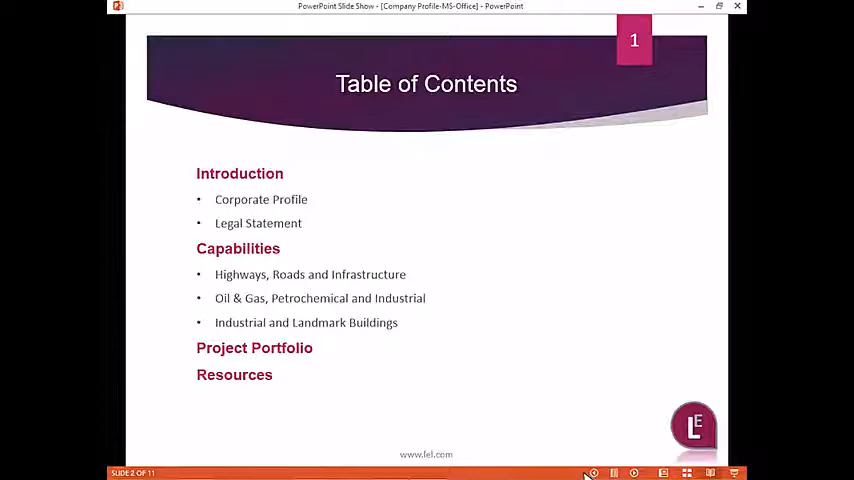 PowerPoint Slide Show - [Company Profile-MS-Office] - PowerPoint
1
Table of Contents
Introduction
• Corporate Profile
• Legal Statement
Capabilities
• Highways, Roads and Infrastructure
• Oil & Gas, Petrochemical and Industrial
• Industrial and Landmark Buildings
Project Portfolio
Resources
LE
www.lel.com
SLIDE 2 OF 11